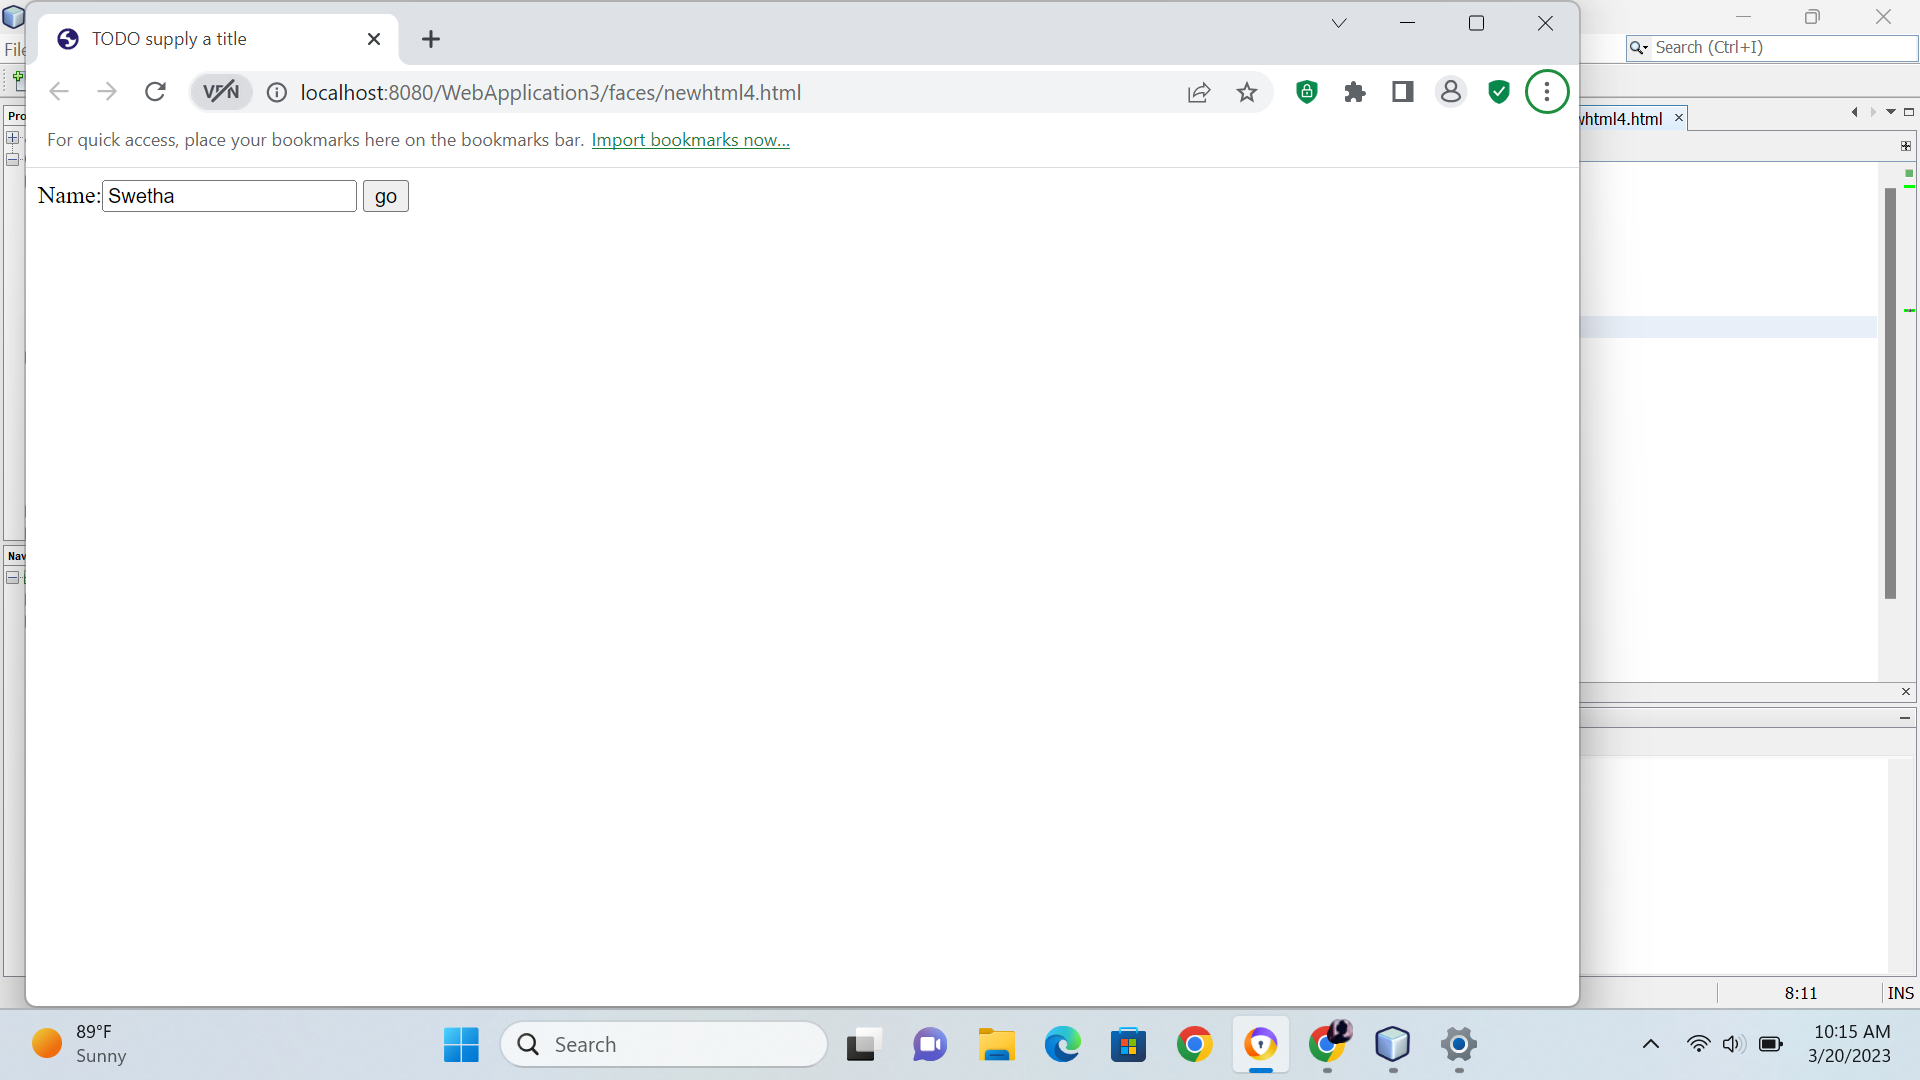 TODO supply a title
File
Search (Ctrl+I)
VPN
localhost:8080/WebApplication3/faces/newhtml4.html
html4.html
Pro
For quick access, place your bookmarks here on the bookmarks bar. Import bookmarks now...
Name: Swetha go
Nav
8:11 INS
89°F
Sunny
Search
10:15 AM
3/20/2023